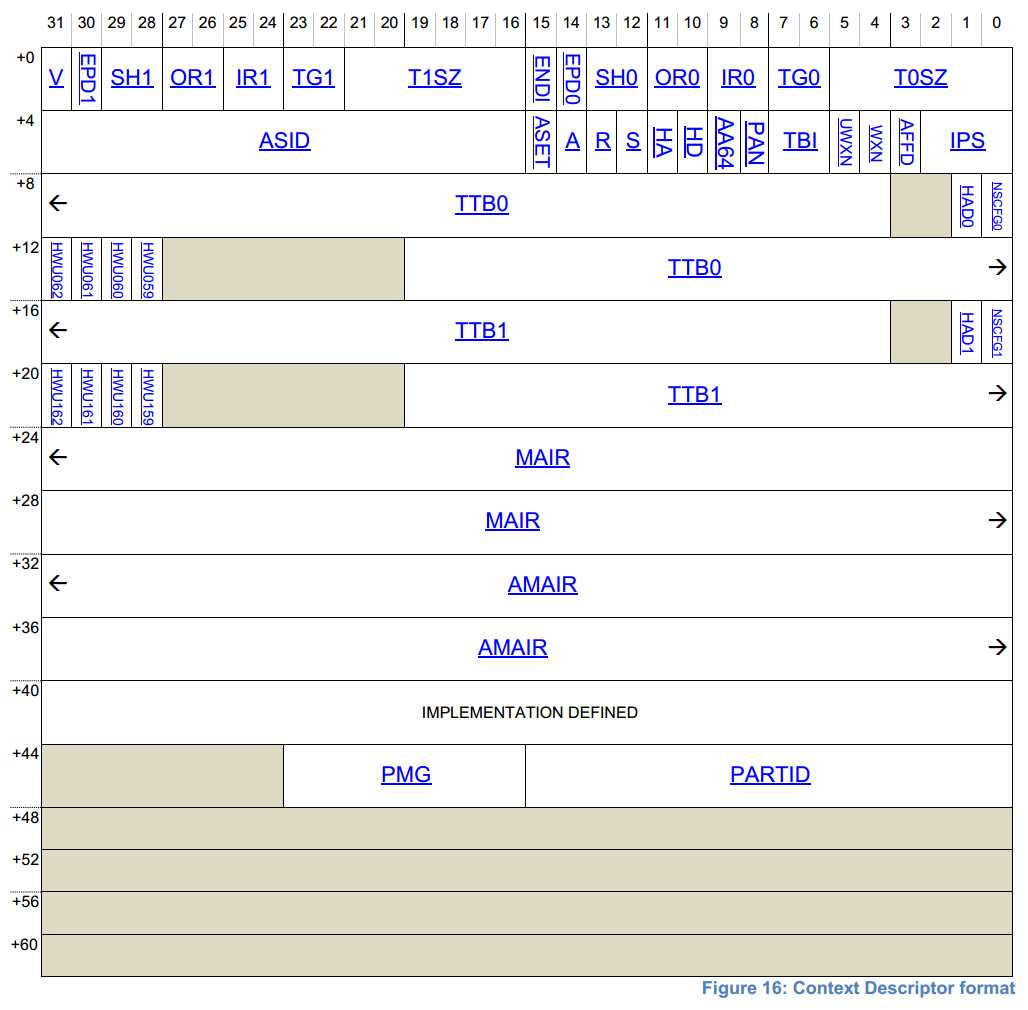 31 30 29 28 27 26 25 24 23 22 21 20 19 18 17 16 15 14 13 12 11 10 9 8 7 6 5 4 3 2 1 0
+0 V EPD1 SH1 OR1 IR1 TG1 T1SZ ENDI EPD0 SH0 OR0 IR0 TG0 T0SZ
+4 ASID ASET A R S HA HD AA64 PAN TBI UWXN WXN AFFD IPS
+8 ← TTB0 HAD0 NSCFG0
+12 HWU062 HWU061 HWU060 HWU059 TTB0 →
+16 ← TTB1 HAD1 NSCFG1
+20 HWU162 HWU161 HWU160 HWU159 TTB1 →
+24 ← MAIR
+28 MAIR →
+32 ← AMAIR
+36 AMAIR →
+40 IMPLEMENTATION DEFINED
+44 PMG PARTID
+48
+52
+56
+60
Figure 16: Context Descriptor format